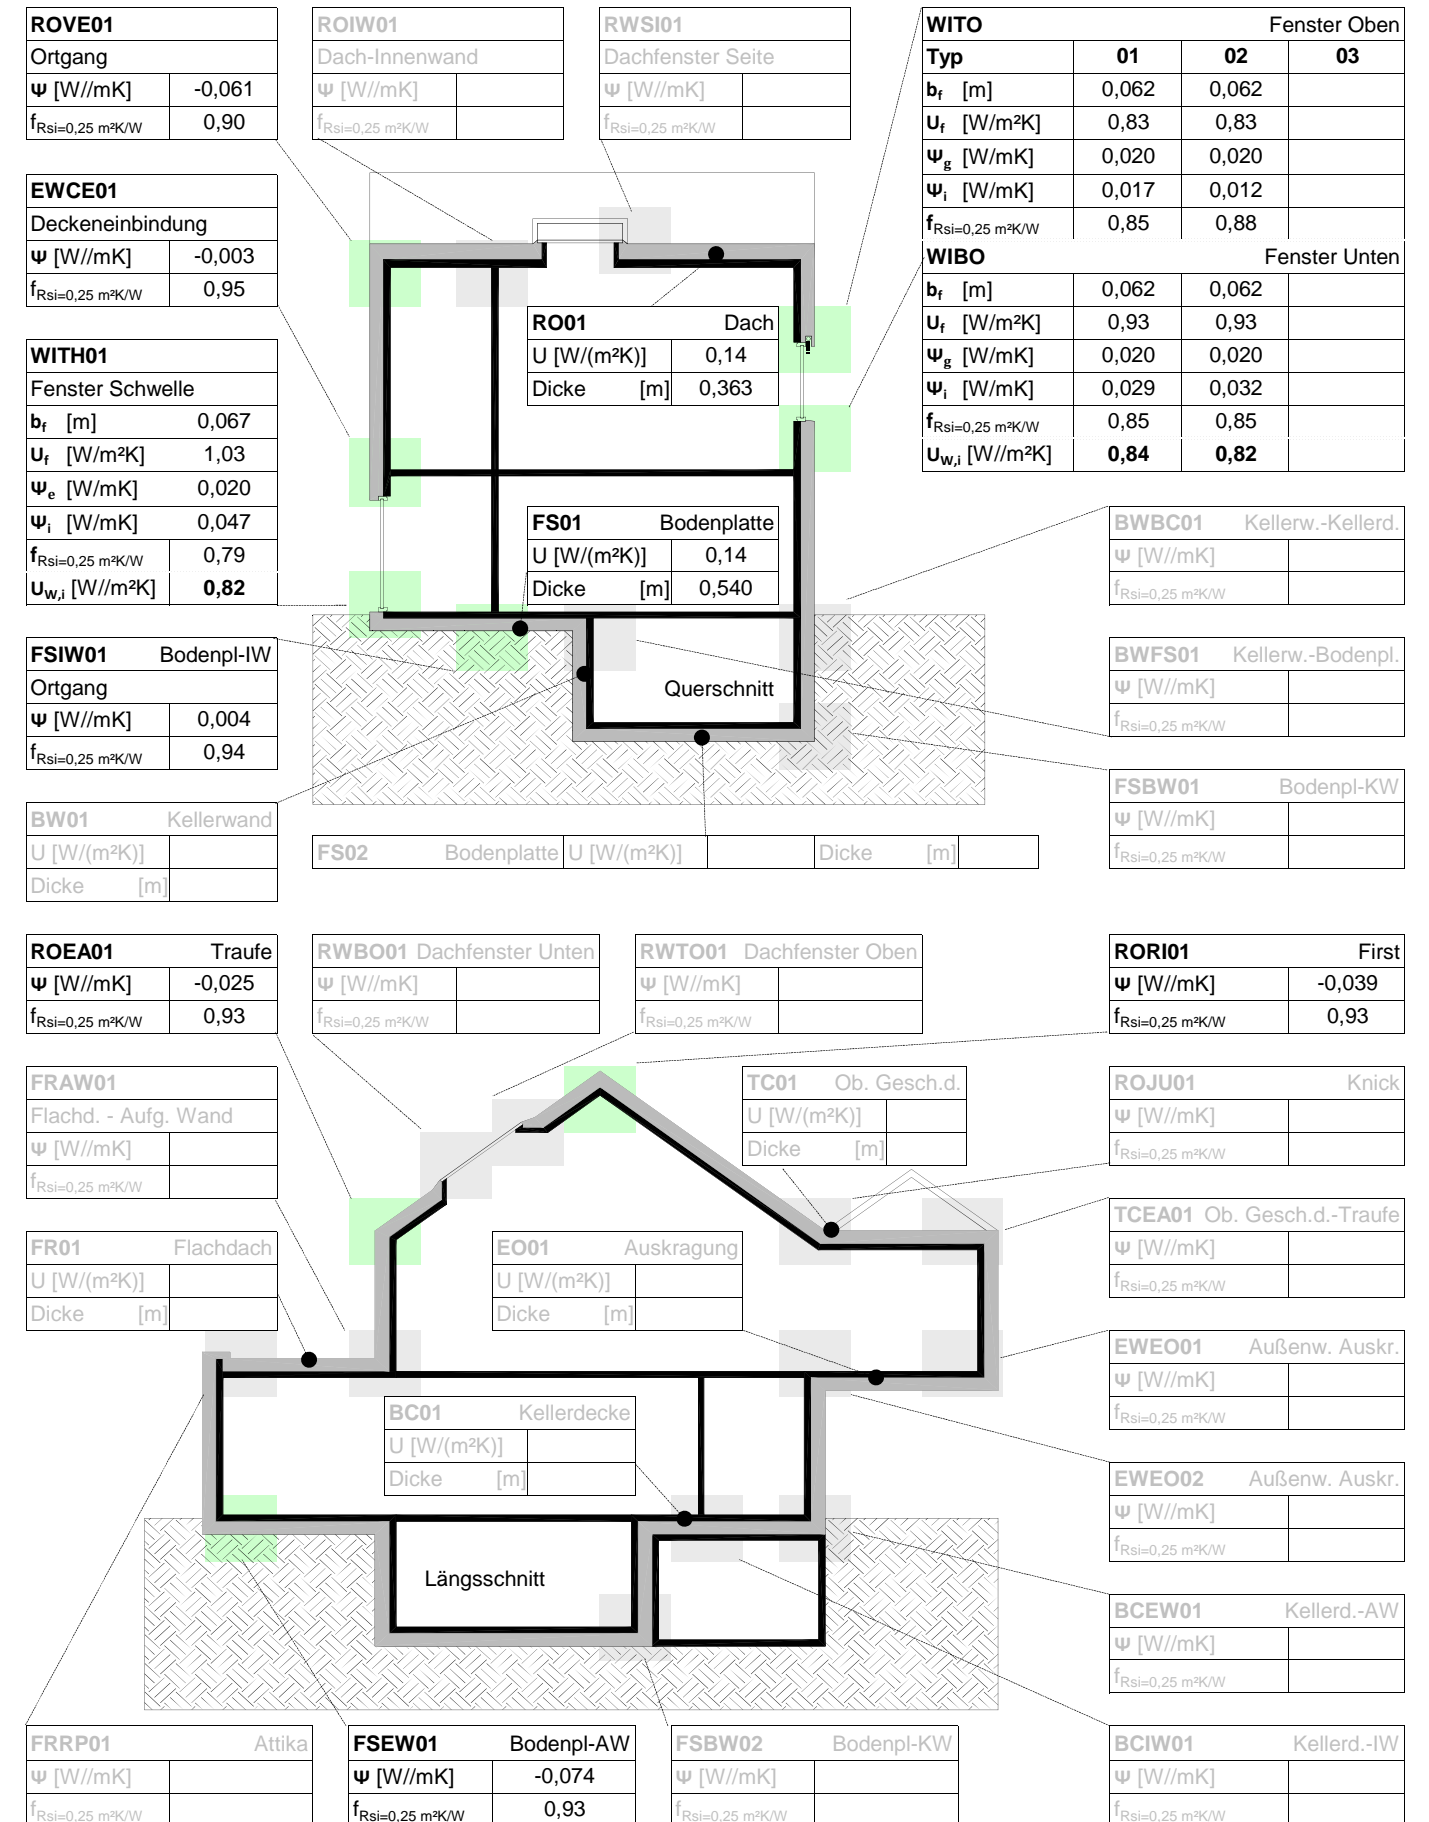 ROVE01
Ortgang
Ψ [W//mK] -0,061
fRsi=0,25 m²K/W 0,90
ROIW01
Dach-Innenwand
Ψ [W//mK]
fRsi=0,25 m²K/W
RWSI01
Dachfenster Seite
Ψ [W//mK]
fRsi=0,25 m²K/W
WITO Fenster Oben
Typ 01 02 03
bf [m] 0,062 0,062
Uf [W/m²K] 0,83 0,83
Ψg [W/mK] 0,020 0,020
Ψi [W/mK] 0,017 0,012
fRsi=0,25 m²K/W 0,85 0,88
WIBO Fenster Unten
bf [m] 0,062 0,062
Uf [W/m²K] 0,93 0,93
Ψg [W/mK] 0,020 0,020
Ψi [W/mK] 0,029 0,032
fRsi=0,25 m²K/W 0,85 0,85
UW,i [W//m²K] 0,84 0,82
EWCE01
Deckeneinbindung
Ψ [W//mK] -0,003
fRsi=0,25 m²K/W 0,95
RO01 Dach
U [W/(m²K)] 0,14
Dicke [m] 0,363
WITH01
Fenster Schwelle
bf [m] 0,067
Uf [W/m²K] 1,03
Ψe [W/mK] 0,020
Ψi [W/mK] 0,047
fRsi=0,25 m²K/W 0,79
UW,i [W//m²K] 0,82
FS01 Bodenplatte
U [W/(m²K)] 0,14
Dicke [m] 0,540
BWBC01 Kellerw.-Kellerd.
Ψ [W//mK]
fRsi=0,25 m²K/W
FSIW01 Bodenpl-IW
Ortgang
Ψ [W//mK] 0,004
fRsi=0,25 m²K/W 0,94
Querschnitt
BWFS01 Kellerw.-Bodenpl.
Ψ [W//mK]
fRsi=0,25 m²K/W
FSBW01 Bodenpl-KW
Ψ [W//mK]
fRsi=0,25 m²K/W
BW01 Kellerwand
U [W/(m²K)]
Dicke [m]
FS02 Bodenplatte U [W/(m²K)] Dicke [m]
ROEA01 Traufe
Ψ [W//mK] -0,025
fRsi=0,25 m²K/W 0,93
RWBO01 Dachfenster Unten
Ψ [W//mK]
fRsi=0,25 m²K/W
RWTO01 Dachfenster Oben
Ψ [W//mK]
fRsi=0,25 m²K/W
RORI01 First
Ψ [W//mK] -0,039
fRsi=0,25 m²K/W 0,93
FRAW01
Flachd. - Aufg. Wand
Ψ [W//mK]
fRsi=0,25 m²K/W
TC01 Ob. Gesch.d.
U [W/(m²K)]
Dicke [m]
ROJU01 Knick
Ψ [W//mK]
fRsi=0,25 m²K/W
FR01 Flachdach
U [W/(m²K)]
Dicke [m]
EO01 Auskragung
U [W/(m²K)]
Dicke [m]
TCEA01 Ob. Gesch.d.-Traufe
Ψ [W//mK]
fRsi=0,25 m²K/W
EWEO01 Außenw. Auskr.
Ψ [W//mK]
fRsi=0,25 m²K/W
BC01 Kellerdecke
U [W/(m²K)]
Dicke [m]
EWEO02 Außenw. Auskr.
Ψ [W//mK]
fRsi=0,25 m²K/W
Längsschnitt
BCEW01 Kellerd.-AW
Ψ [W//mK]
fRsi=0,25 m²K/W
FRRP01 Attika
Ψ [W//mK]
fRsi=0,25 m²K/W
FSEW01 Bodenpl-AW
Ψ [W//mK] -0,074
fRsi=0,25 m²K/W 0,93
FSBW02 Bodenpl-KW
Ψ [W//mK]
fRsi=0,25 m²K/W
BCIW01 Kellerd.-IW
Ψ [W//mK]
fRsi=0,25 m²K/W